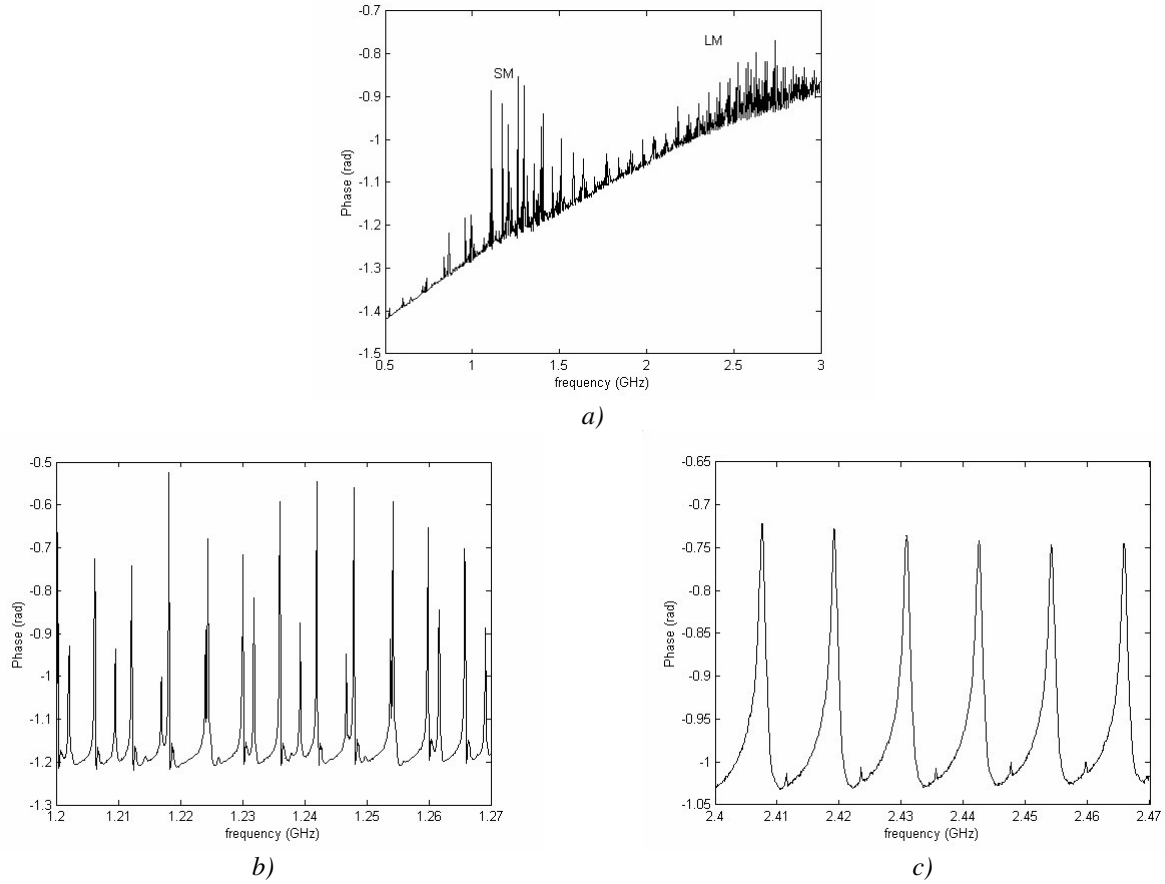 -0.7
-0.8
-0.9
-1
-1.1
-1.2
-1.3
-1.4
-1.5
Phase (rad)
SM
LM
0.5 1 1.5 2 2.5 3
frequency (GHz)
a)
-0.5
-0.6
-0.7
-0.8
-0.9
-1
-1.1
-1.2
-1.3
Phase (rad)
1.2 1.21 1.22 1.23 1.24 1.25 1.26 1.27
frequency (GHz)
b)
-0.65
-0.7
-0.75
-0.8
-0.85
-0.9
-0.95
-1
-1.05
Phase (rad)
2.4 2.41 2.42 2.43 2.44 2.45 2.46 2.47
frequency (GHz)
c)